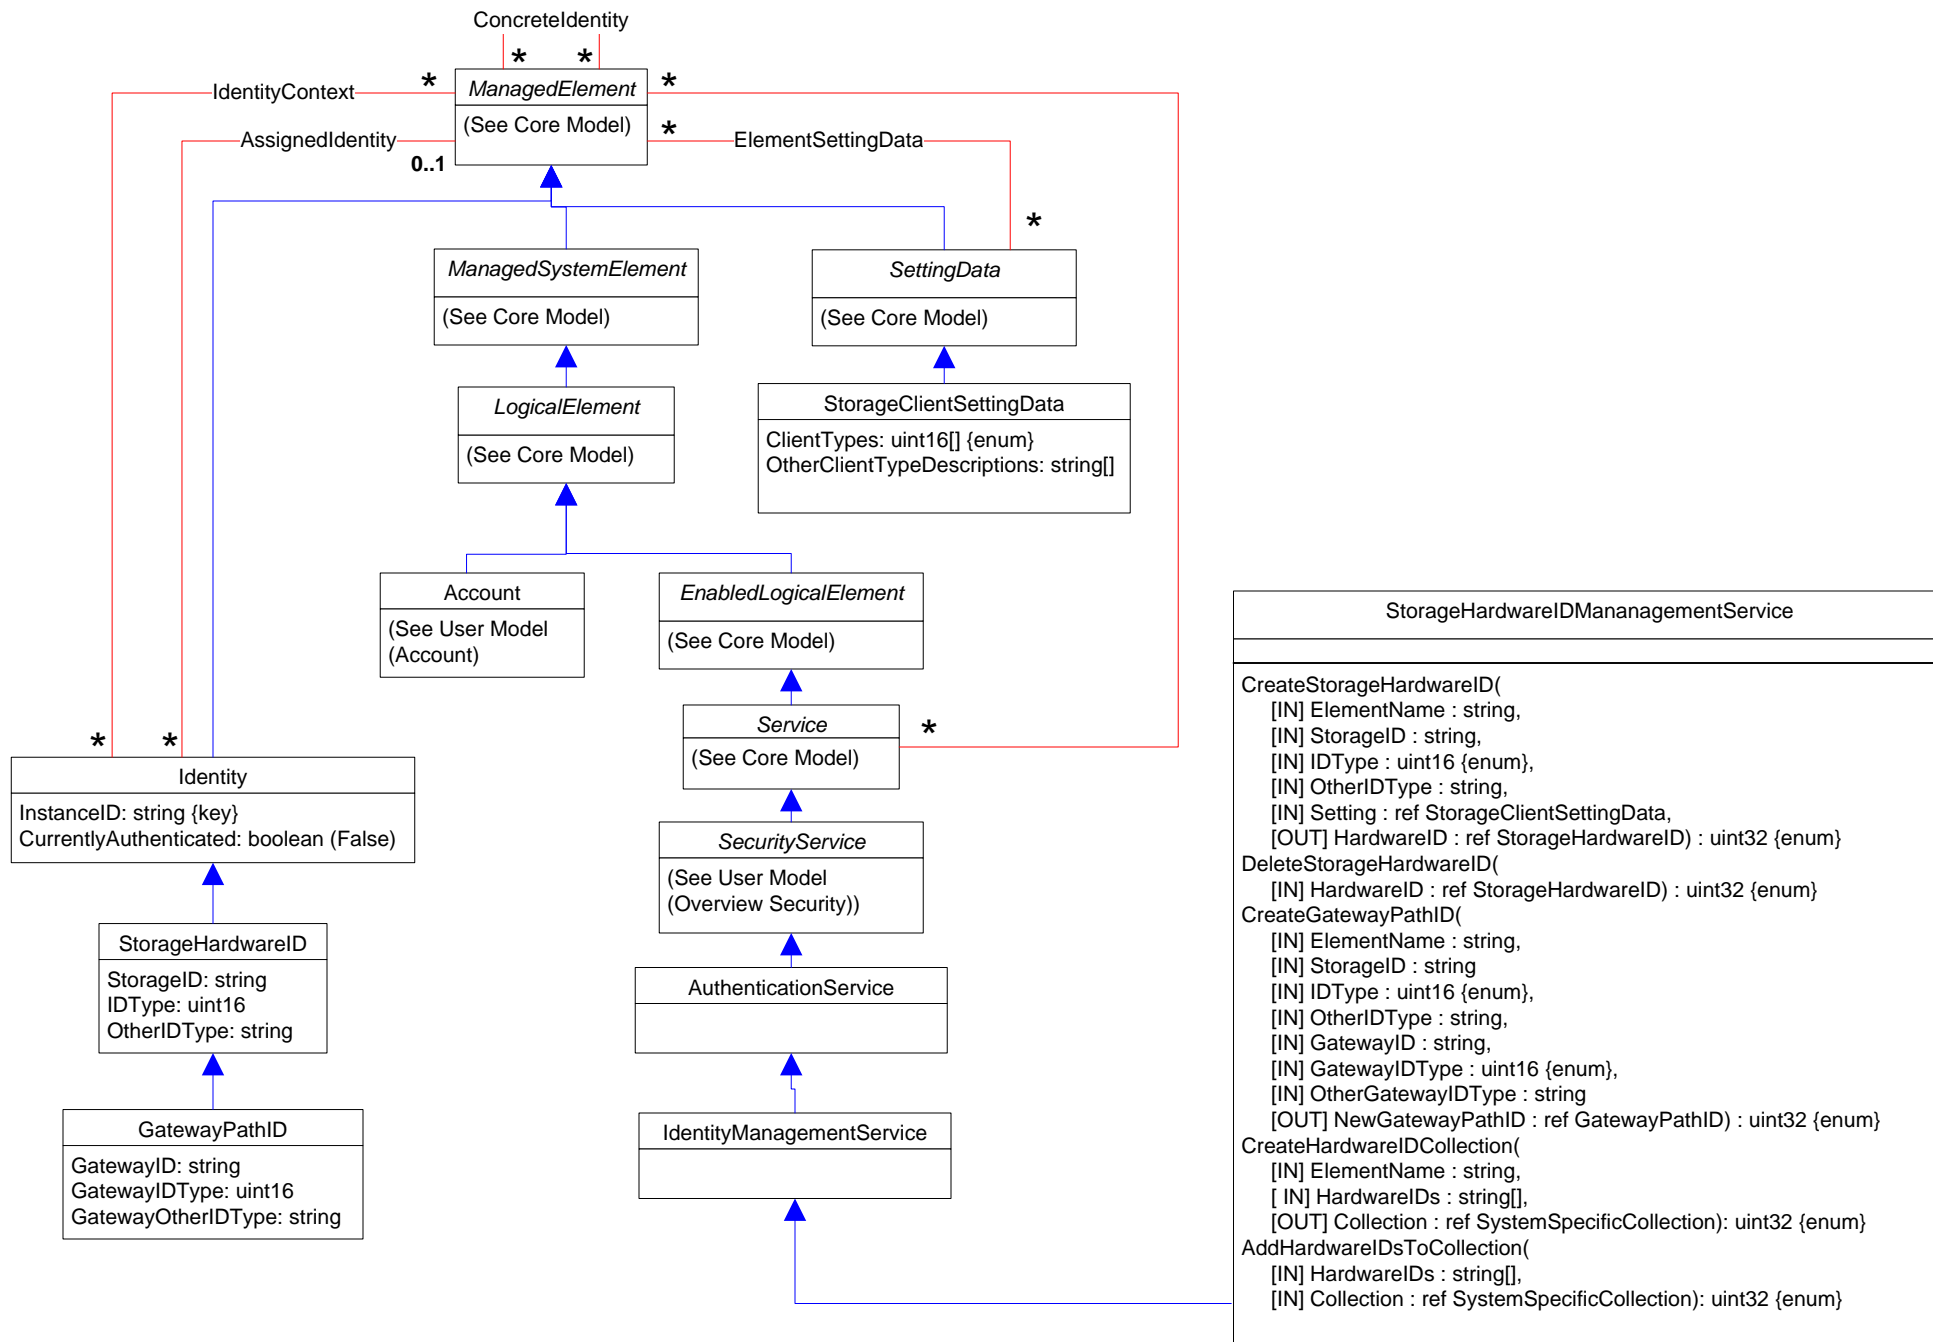 ConcreteIdentity
* *
IdentityContext
* *
ManagedElement
(See Core Model)
AssignedIdentity
0..1
*
ElementSettingData
*
ManagedSystemElement
(See Core Model)
SettingData
(See Core Model)
LogicalElement
(See Core Model)
StorageClientSettingData
ClientTypes: uint16[] {enum}
OtherClientTypeDescriptions: string[]
Account
(See User Model
(Account)
EnabledLogicalElement
(See Core Model)
Service
(See Core Model)
*
* *
Identity
InstanceID: string {key}
CurrentlyAuthenticated: boolean (False)
SecurityService
(See User Model
(Overview Security))
StorageHardwareID
StorageID: string
IDType: uint16
OtherIDType: string
AuthenticationService
GatewayPathID
GatewayID: string
GatewayIDType: uint16
GatewayOtherIDType: string
IdentityManagementService
StorageHardwareIDMananagementService
CreateStorageHardwareID(
[IN] ElementName : string,
[IN] StorageID : string,
[IN] IDType : uint16 {enum},
[IN] OtherIDType : string,
[IN] Setting : ref StorageClientSettingData,
[OUT] HardwareID : ref StorageHardwareID) : uint32 {enum}
DeleteStorageHardwareID(
[IN] HardwareID : ref StorageHardwareID) : uint32 {enum}
CreateGatewayPathID(
[IN] ElementName : string,
[IN] StorageID : string
[IN] IDType : uint16 {enum},
[IN] OtherIDType : string,
[IN] GatewayID : string,
[IN] GatewayIDType : uint16 {enum},
[IN] OtherGatewayIDType : string
[OUT] NewGatewayPathID : ref GatewayPathID) : uint32 {enum}
CreateHardwareIDCollection(
[IN] ElementName : string,
[ IN] HardwareIDs : string[],
[OUT] Collection : ref SystemSpecificCollection): uint32 {enum}
AddHardwareIDsToCollection(
[IN] HardwareIDs : string[],
[IN] Collection : ref SystemSpecificCollection): uint32 {enum}